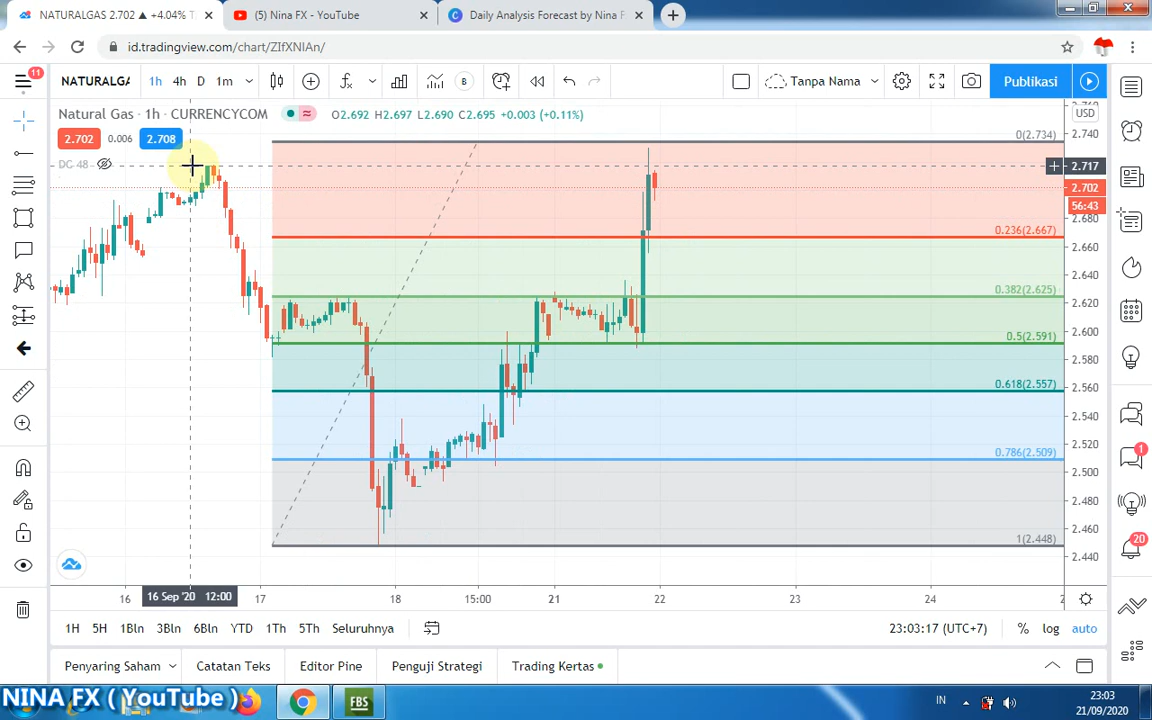 NATURALGAS 2.702 ▲ +4.04% T
(5) Nina FX - YouTube
Daily Analysis Forecast by Nina F
id.tradingview.com/chart/ZIfXNIAn/
11
NATURALGA
1h
4h
D
1m
B
Tanpa Nama
Publikasi
Natural Gas · 1h · CURRENCYCOM
O2.692 H2.697 L2.690 C2.695 +0.003 (+0.11%)
USD
2.702
0.006
2.708
DC 48
0(2.734)
0.236(2.667)
0.382(2.625)
0.5(2.591)
0.618(2.557)
0.786(2.509)
1(2.448)
2.740
2.717
2.702
56:43
2.680
2.660
2.640
2.620
2.600
2.580
2.560
2.540
2.520
2.500
2.480
2.460
2.440
1
20
16
16 Sep '20 12:00
17
18
15:00
21
22
23
24
1H
5H
1Bln
3Bln
6Bln
YTD
1Th
5Th
Seluruhnya
23:03:17 (UTC+7)
%
log
auto
Penyaring Saham
Catatan Teks
Editor Pine
Penguji Strategi
Trading Kertas
NINA FX ( YouTube )
FBS
IN
23:03
21/09/2020